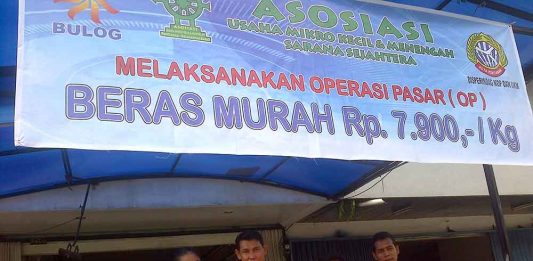 BULOG
ASOSIASI
USAHA MIKRO KECIL & MENENGAH
SARANA SEJAHTERA
MELAKSANAKAN OPERASI PASAR (OP)
BERAS MURAH Rp. 7.900,-/Kg